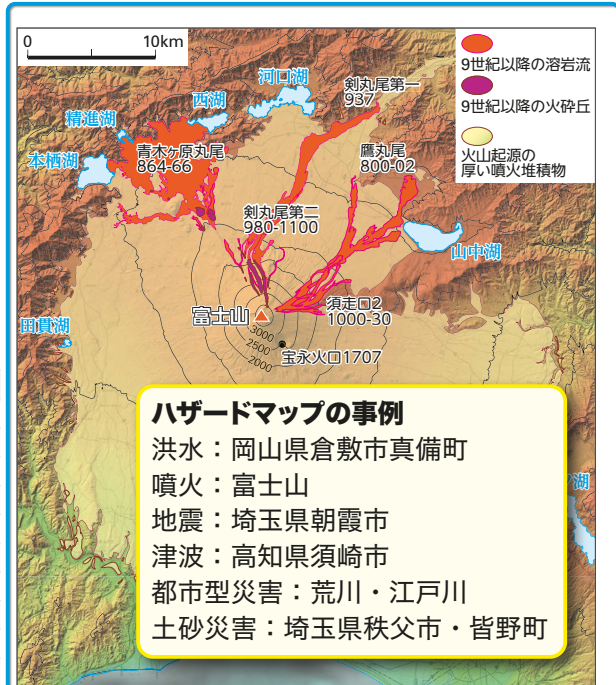 0 10km
9世紀以降の溶岩流
9世紀以降の火砕丘
火山起源の
厚い噴火堆積物
河口湖
西湖
精進湖
本栖湖
剣丸尾第一
937
青木ヶ原丸尾
864-66
鷹丸尾
800-02
剣丸尾第二
980-1100
山中湖
須走口2
1000-30
富士山
3000
2500
2000
宝永火口1707
田貫湖
湖
ハザードマップの事例
洪水：岡山県倉敷市真備町
噴火：富士山
地震：埼玉県朝霞市
津波：高知県須崎市
都市型災害：荒川・江戸川
土砂災害：埼玉県秩父市・皆野町